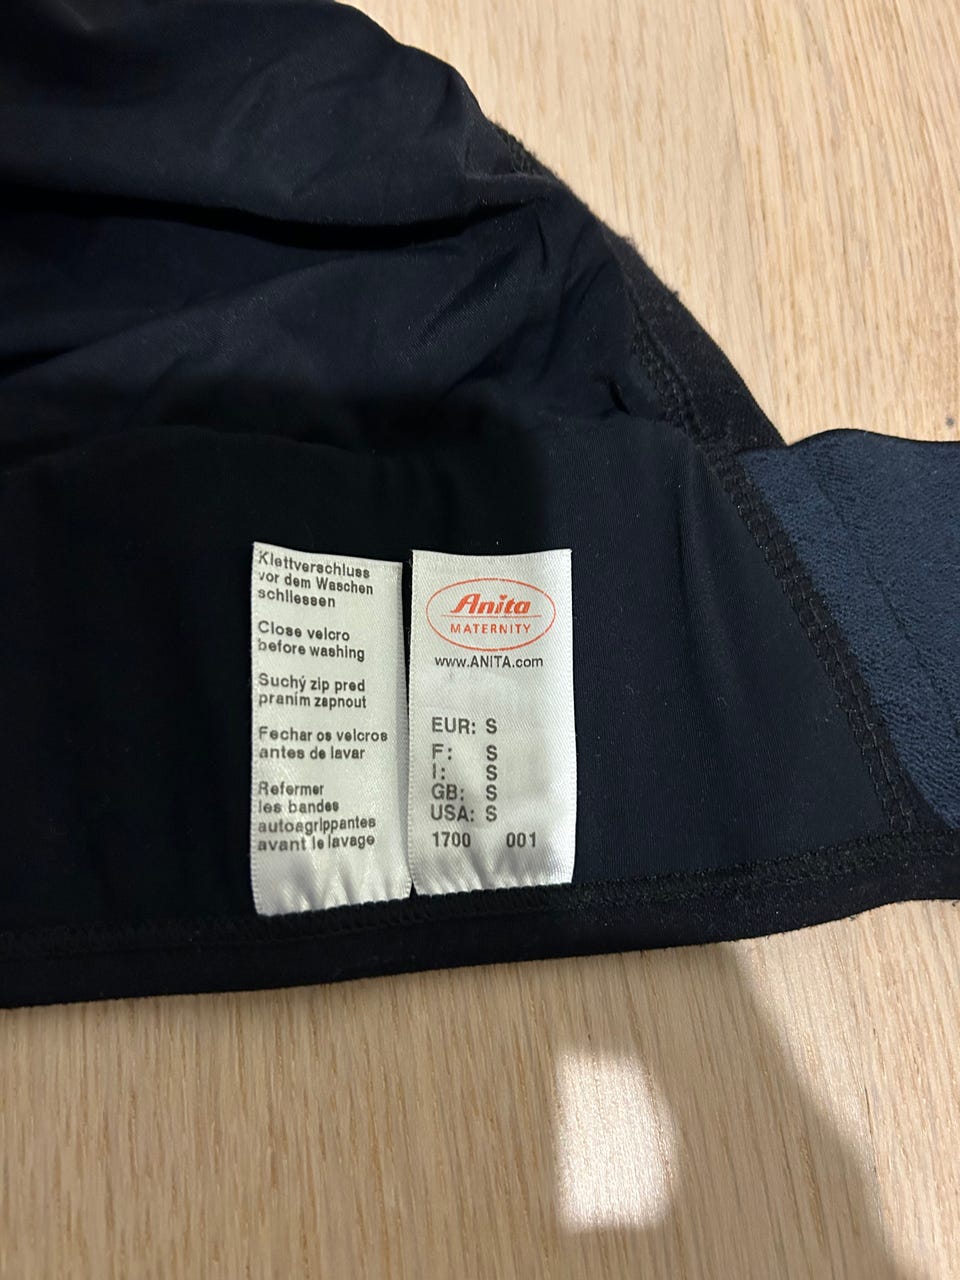 Klettverschluss
vor dem Waschen
schliessen
Close velcro
before washing
Suchý zip pred
praním zapnout
Fechar os velcros
antes de lavar
Refermer
les bandes
autoagrippantes
avant le lavage
Anita
MATERNITY
www.ANITA.com
EUR: S
F: S
I: S
GB: S
USA: S
1700 001